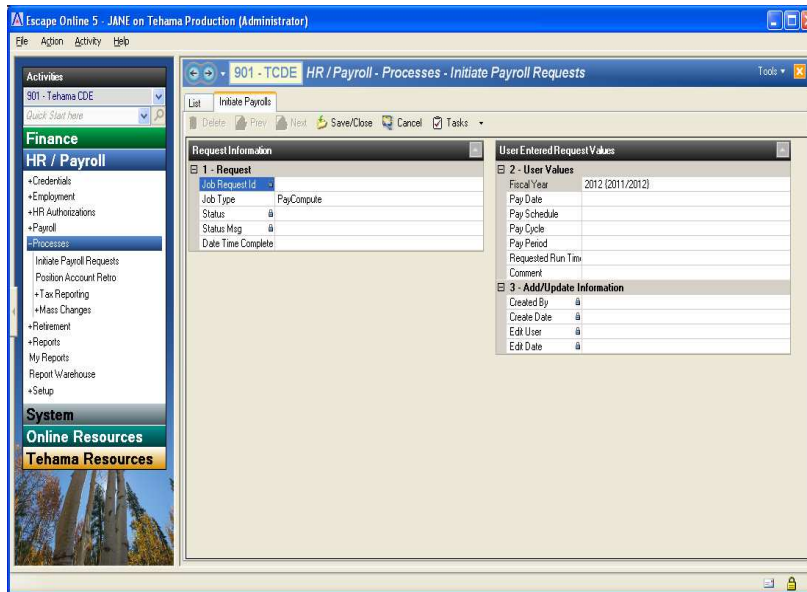 Escape Online 5 - JANE on Tehama Production (Administrator)
File Action Activity Help
Activities
901 - Tehama CDE
Quick Start here
Finance
HR / Payroll
+Credentials
+Employment
+HR Authorizations
+Payroll
-Processes
Initiate Payroll Requests
Position Account Retro
+Tax Reporting
+Mass Changes
+Retirement
+Reports
My Reports
Report Warehouse
+Setup
System
Online Resources
Tehama Resources
901 - TCDE HR / Payroll - Processes - Initiate Payroll Requests
Tools
List Initiate Payrolls
Delete Prev Next Save/Close Cancel Tasks
Request Information
1 - Request
Job Request Id
Job Type PayCompute
Status
Status Msg
Date Time Complete
User Entered Request Values
2 - User Values
Fiscal Year 2012 {2011/2012}
Pay Date
Pay Schedule
Pay Cycle
Pay Period
Requested Run Time
Comment
3 - Add/Update Information
Created By
Create Date
Edit User
Edit Date